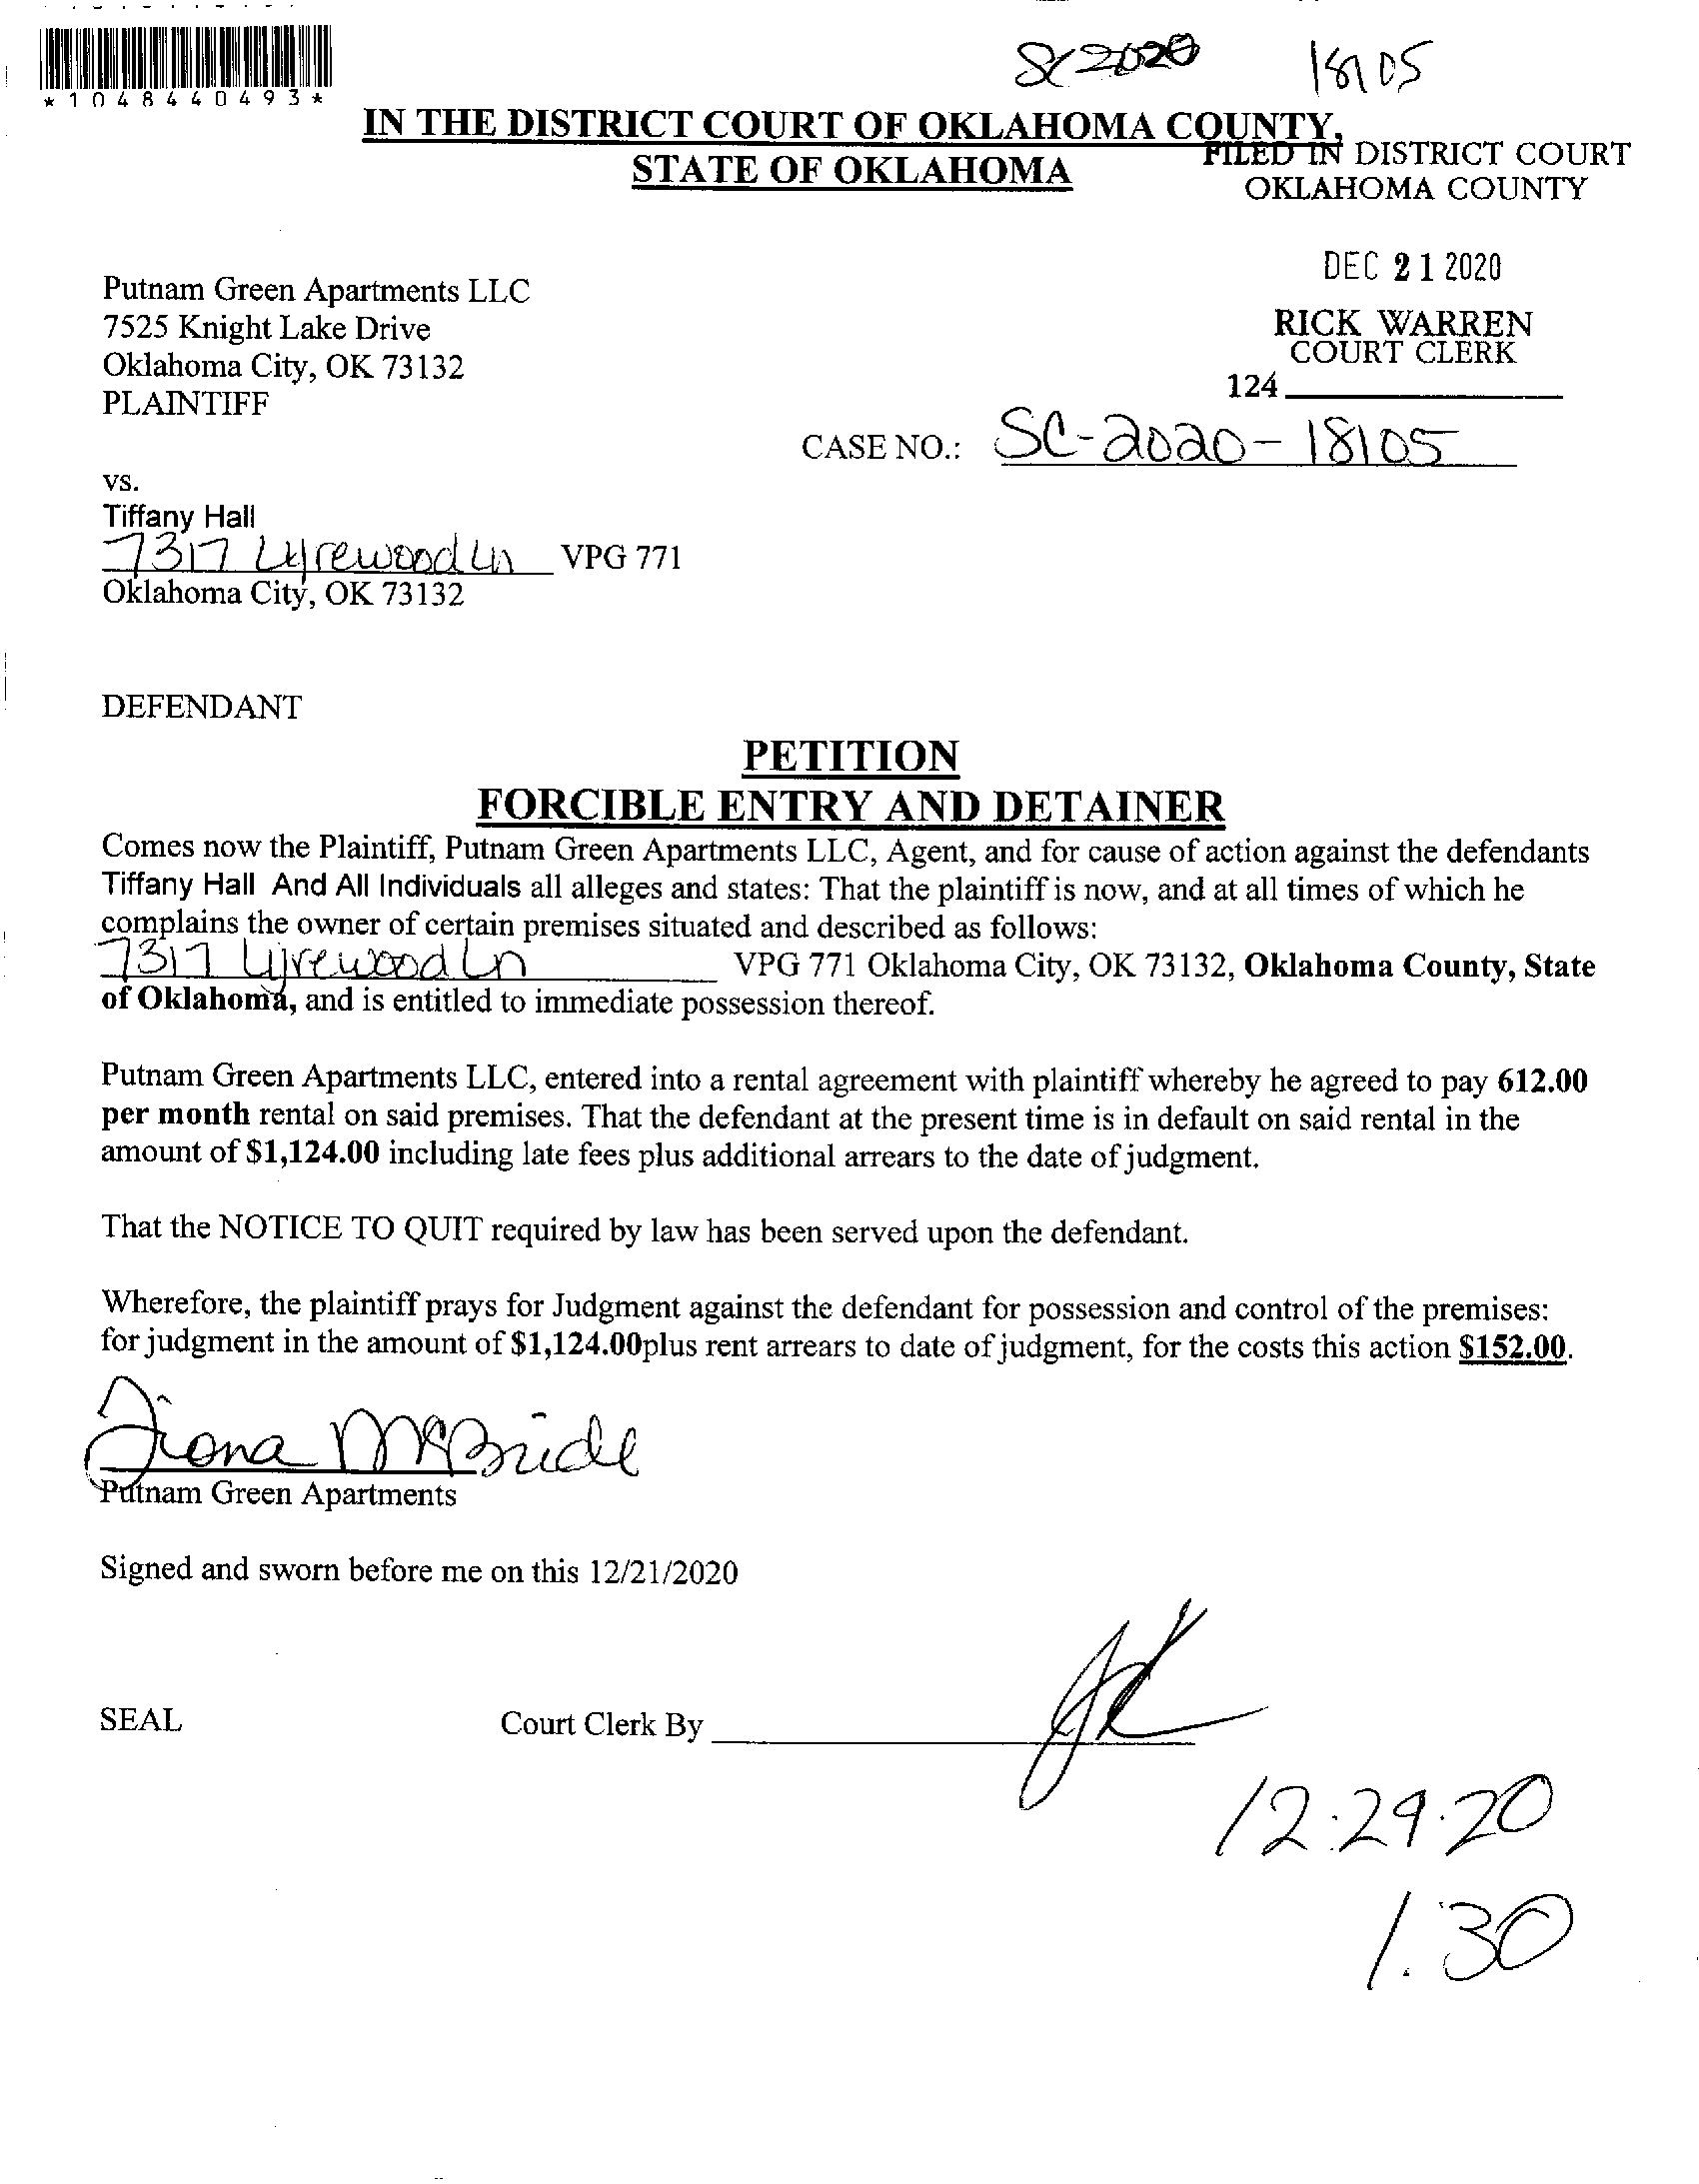 SC2020 18105
*1048440493*
IN THE DISTRICT COURT OF OKLAHOMA COUNTY,
STATE OF OKLAHOMA
FILED IN DISTRICT COURT
OKLAHOMA COUNTY
DEC 21 2020
RICK WARREN
COURT CLERK
124
Putnam Green Apartments LLC
7525 Knight Lake Drive
Oklahoma City, OK 73132
PLAINTIFF
CASE NO.: SC-2020-18105
vs.
Tiffany Hall
7317 Lyrewood Ln VPG 771
Oklahoma City, OK 73132
DEFENDANT
PETITION
FORCIBLE ENTRY AND DETAINER
Comes now the Plaintiff, Putnam Green Apartments LLC, Agent, and for cause of action against the defendants
Tiffany Hall And All Individuals all alleges and states: That the plaintiff is now, and at all times of which he
complains the owner of certain premises situated and described as follows:
7317 Lyrewood Ln VPG 771 Oklahoma City, OK 73132, Oklahoma County, State
of Oklahoma, and is entitled to immediate possession thereof.
Putnam Green Apartments LLC, entered into a rental agreement with plaintiff whereby he agreed to pay 612.00
per month rental on said premises. That the defendant at the present time is in default on said rental in the
amount of $1,124.00 including late fees plus additional arrears to the date of judgment.
That the NOTICE TO QUIT required by law has been served upon the defendant.
Wherefore, the plaintiff prays for Judgment against the defendant for possession and control of the premises:
for judgment in the amount of $1,124.00plus rent arrears to date of judgment, for the costs this action $152.00.
Fiona McBride
Putnam Green Apartments
Signed and sworn before me on this 12/21/2020
SEAL Court Clerk By
12.29.20
1:30